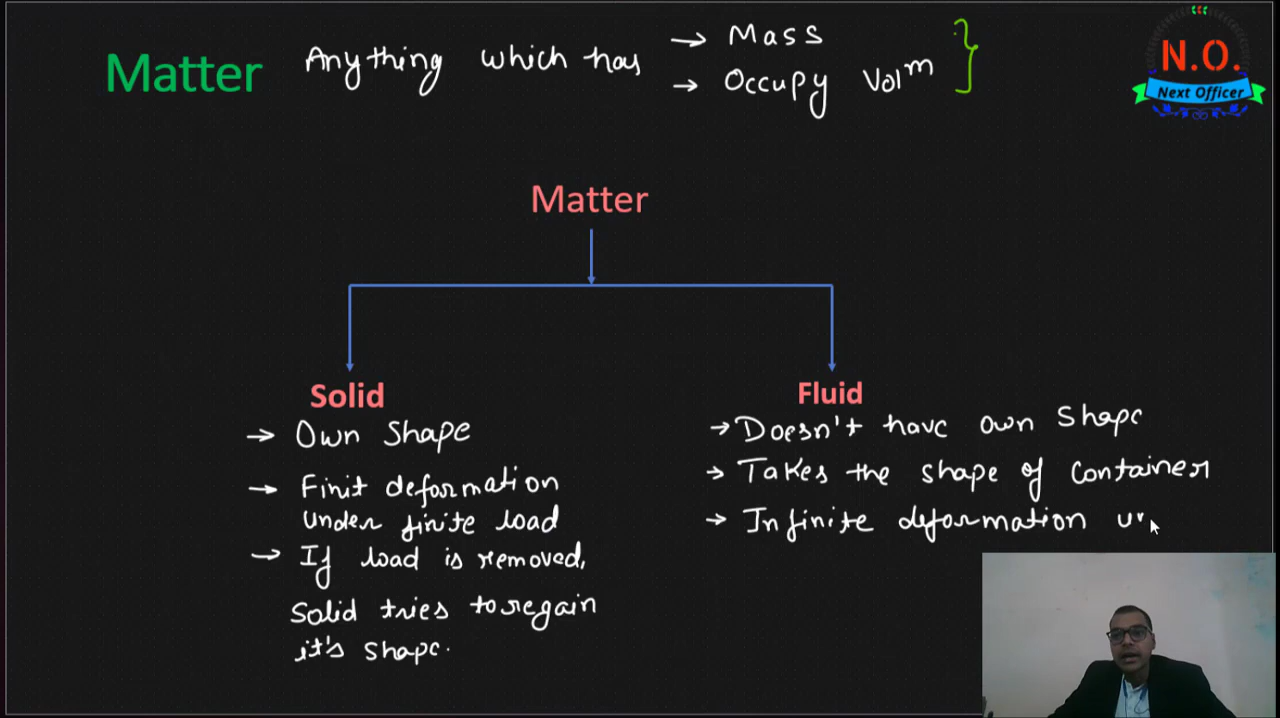 Matter Anything which has → Mass
→ Occupy Volm
N.O.
Next Officer
Matter
Solid
→ Own Shape
→ Finit deformation
under finite load
→ If load is removed,
Solid tries to regain
it's shape.
Fluid
→ Doesn't have own Shape
→ Takes the shape of Container
→ Infinite deformation